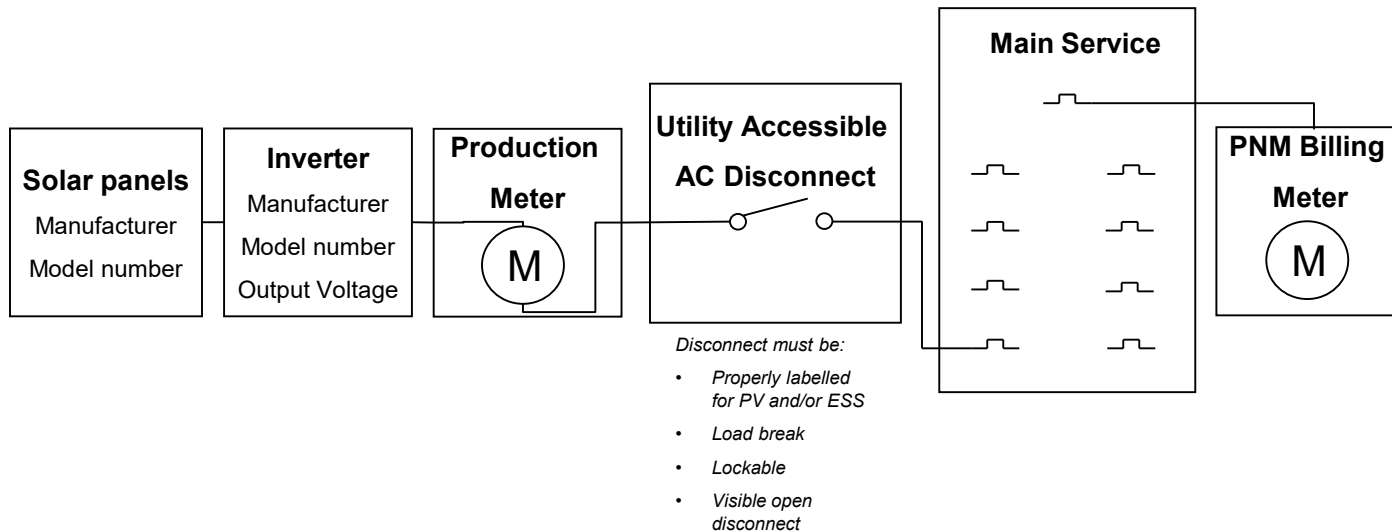 Solar panels
Manufacturer
Model number
Inverter
Manufacturer
Model number
Output Voltage
Production
Meter
M
Utility Accessible
AC Disconnect
Disconnect must be:
• Properly labelled
for PV and/or ESS
• Load break
• Lockable
• Visible open
disconnect
Main Service
PNM Billing
Meter
M